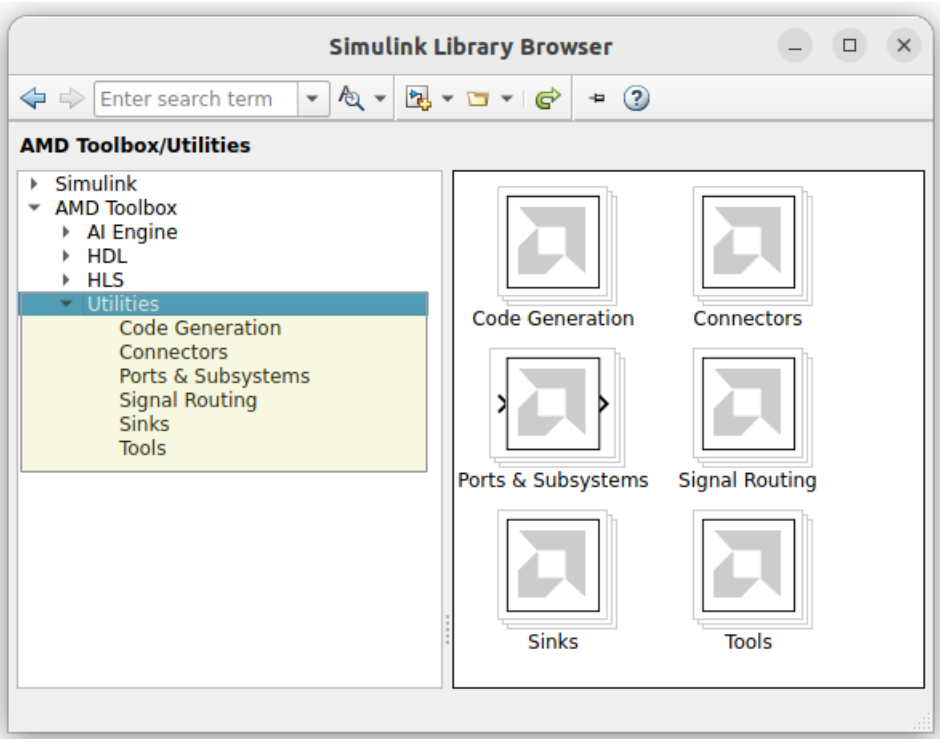 Simulink Library Browser
Enter search term
AMD Toolbox/Utilities
Simulink
AMD Toolbox
AI Engine
HDL
HLS
Utilities
Code Generation
Connectors
Ports & Subsystems
Signal Routing
Sinks
Tools
Code Generation Connectors
Ports & Subsystems Signal Routing
Sinks Tools